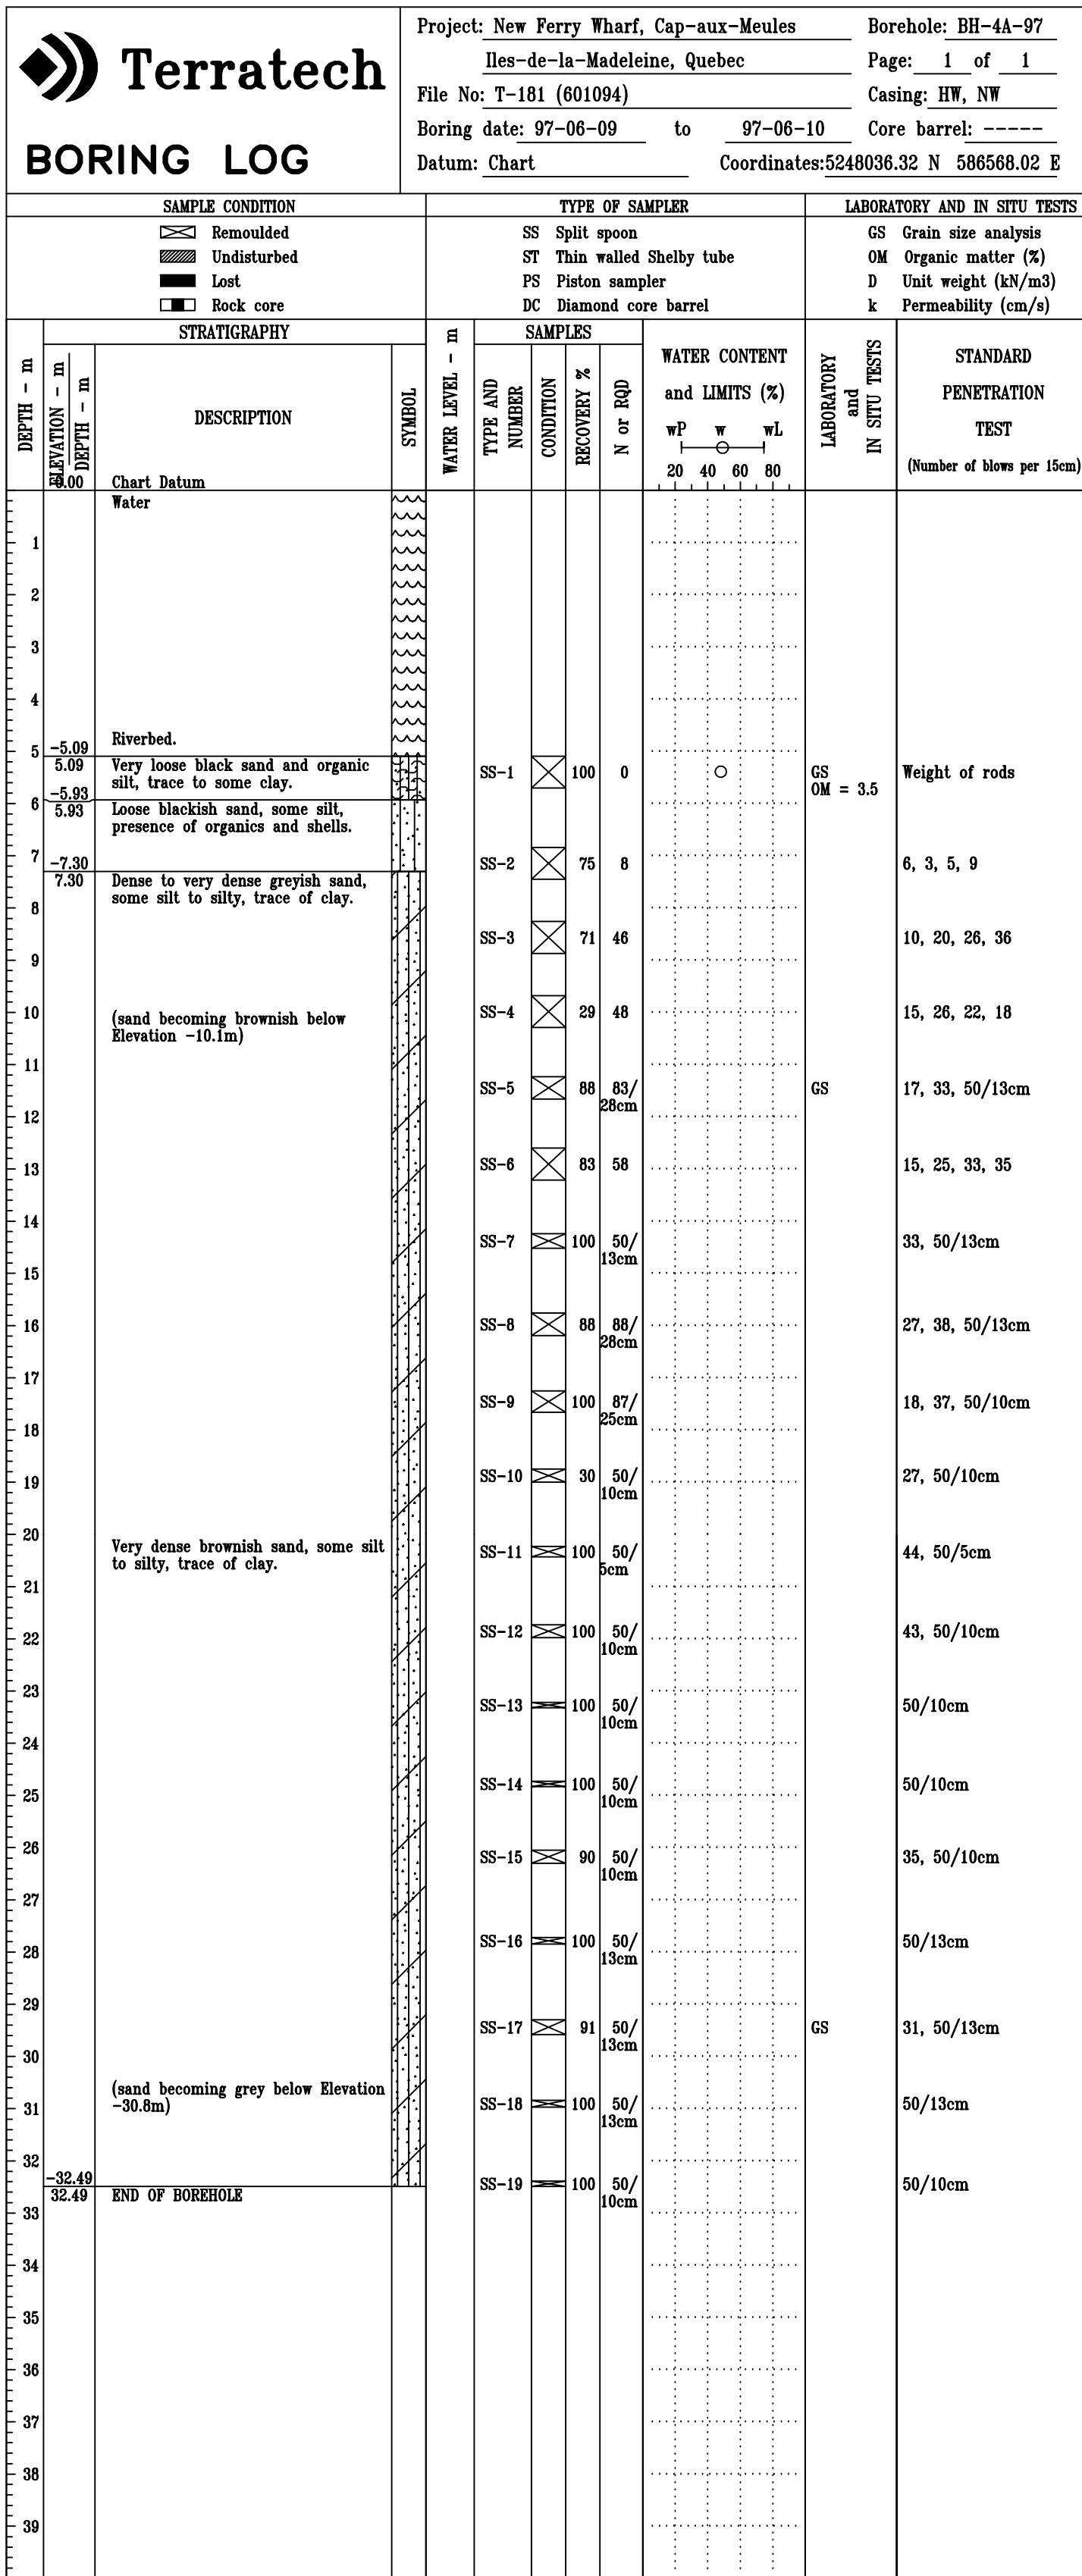 Terratech
BORING LOG
Project: New Ferry Wharf, Cap-aux-Meules
Iles-de-la-Madeleine, Quebec
File No: T-181 (601094)
Boring date: 97-06-09 to 97-06-10
Datum: Chart
Borehole: BH-4A-97
Page: 1 of 1
Casing: HW, NW
Core barrel: -----
Coordinates:5248036.32 N 586568.02 E
SAMPLE CONDITION
Remoulded
Undisturbed
Lost
Rock core
TYPE OF SAMPLER
SS Split spoon
ST Thin walled Shelby tube
PS Piston sampler
DC Diamond core barrel
LABORATORY AND IN SITU TESTS
GS Grain size analysis
OM Organic matter (%)
D Unit weight (kN/m3)
k Permeability (cm/s)
DEPTH - m
STRATIGRAPHY
ELEVATION - m
DEPTH - m
DESCRIPTION
SYMBOL
WATER LEVEL - m
SAMPLES
TYPE AND
NUMBER
CONDITION
RECOVERY %
N or RQD
WATER CONTENT
and LIMITS (%)
wP w wL
20 40 60 80
LABORATORY
and
IN SITU TESTS
STANDARD
PENETRATION
TEST
(Number of blows per 15cm)
0.00 Chart Datum
Water
1
2
3
4
Riverbed.
5 -5.09
5.09 Very loose black sand and organic
silt, trace to some clay.
SS-1 100 0 GS Weight of rods
OM = 3.5
-5.93
6 5.93 Loose blackish sand, some silt,
presence of organics and shells.
7 -7.30 SS-2 75 8 6, 3, 5, 9
7.30 Dense to very dense greyish sand,
some silt to silty, trace of clay.
8
SS-3 71 46 10, 20, 26, 36
9
10 (sand becoming brownish below
Elevation -10.1m)
SS-4 29 48 15, 26, 22, 18
11
SS-5 88 83/ GS 17, 33, 50/13cm
28cm
12
13 SS-6 83 58 15, 25, 33, 35
14
SS-7 100 50/ 33, 50/13cm
13cm
15
16 SS-8 88 88/ 27, 38, 50/13cm
28cm
17
SS-9 100 87/ 18, 37, 50/10cm
25cm
18
19 SS-10 30 50/ 27, 50/10cm
10cm
20
Very dense brownish sand, some silt
to silty, trace of clay.
SS-11 100 50/ 44, 50/5cm
5cm
21
22 SS-12 100 50/ 43, 50/10cm
10cm
23 SS-13 100 50/ 50/10cm
10cm
24
25 SS-14 100 50/ 50/10cm
10cm
26 SS-15 90 50/ 35, 50/10cm
10cm
27
28 SS-16 100 50/ 50/13cm
13cm
29
SS-17 91 50/ GS 31, 50/13cm
13cm
30
(sand becoming grey below Elevation
-30.8m)
31 SS-18 100 50/ 50/13cm
13cm
32
-32.49 SS-19 100 50/ 50/10cm
10cm
32.49 END OF BOREHOLE
33
34
35
36
37
38
39